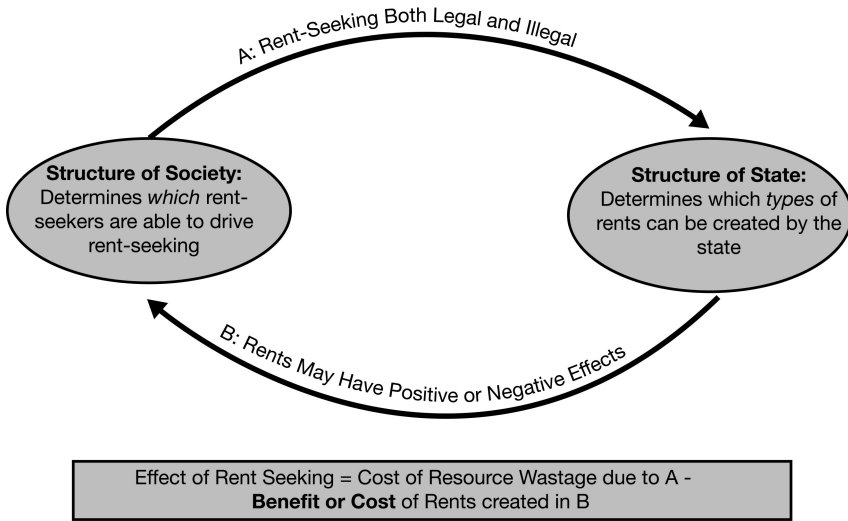 A: Rent-Seeking Both Legal and Illegal
Structure of Society:
Determines which rent-
seekers are able to drive
rent-seeking
Structure of State:
Determines which types of
rents can be created by the
state
B: Rents May Have Positive or Negative Effects
Effect of Rent Seeking = Cost of Resource Wastage due to A -
Benefit or Cost of Rents created in B